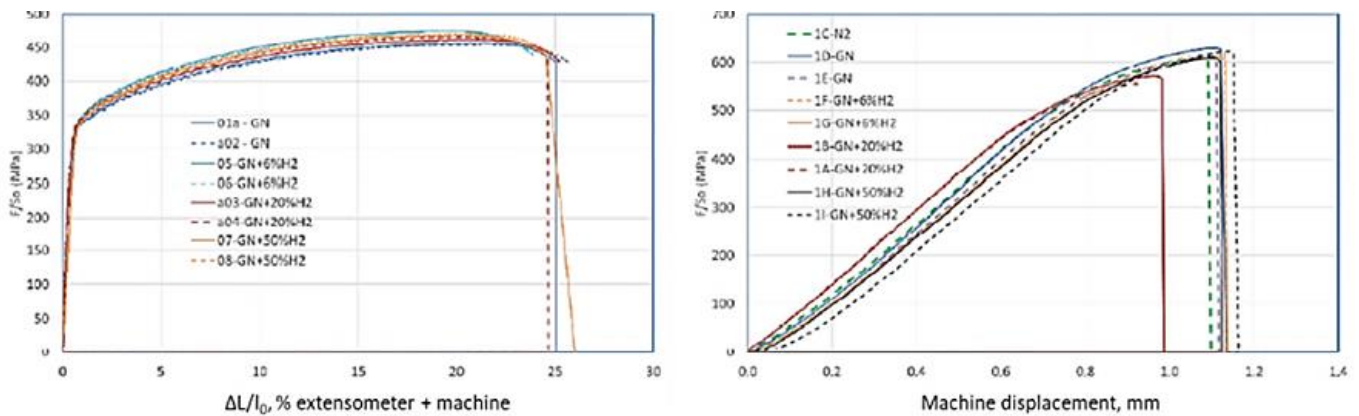 500
450
400
350
300
250
200
150
100
50
0
F/So (MPa)
01a - GN
a02 - GN
05-GN+6%H2
06-GN+6%H2
a03-GN+20%H2
a04-GN+20%H2
07-GN+50%H2
08-GN+50%H2
0 5 10 15 20 25 30
ΔL/l₀, % extensometer + machine
700
600
500
400
300
200
100
0
F/So (MPa)
1C-N2
1D-GN
1E-GN
1F-GN+6%H2
1G-GN+6%H2
1B-GN+20%H2
1A-GN+20%H2
1H-GN+50%H2
1I-GN+50%H2
0.0 0.2 0.4 0.6 0.8 1.0 1.2 1.4
Machine displacement, mm